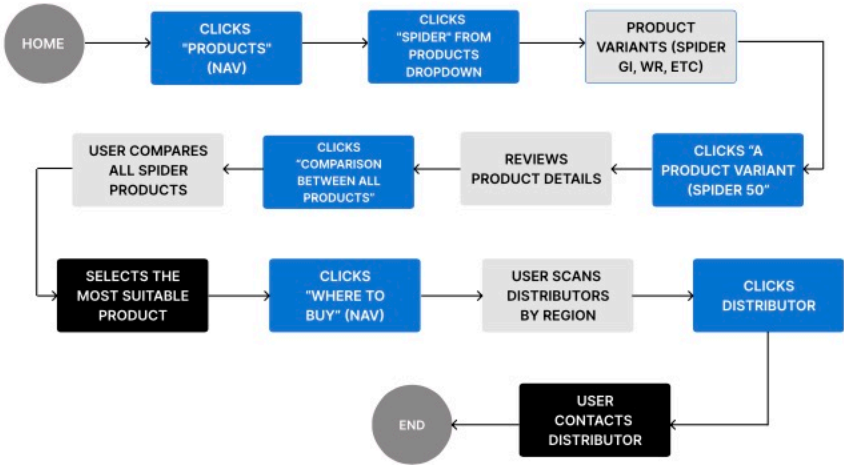 HOME
CLICKS
"PRODUCTS"
(NAV)
CLICKS
"SPIDER" FROM
PRODUCTS
DROPDOWN
PRODUCT
VARIANTS (SPIDER
GI, WR, ETC)
CLICKS “A
PRODUCT VARIANT
(SPIDER 50”
REVIEWS
PRODUCT DETAILS
CLICKS
"COMPARISON
BETWEEN ALL
PRODUCTS"
USER COMPARES
ALL SPIDER
PRODUCTS
SELECTS THE
MOST SUITABLE
PRODUCT
CLICKS
"WHERE TO
BUY" (NAV)
USER SCANS
DISTRIBUTORS
BY REGION
CLICKS
DISTRIBUTOR
USER
CONTACTS
DISTRIBUTOR
END